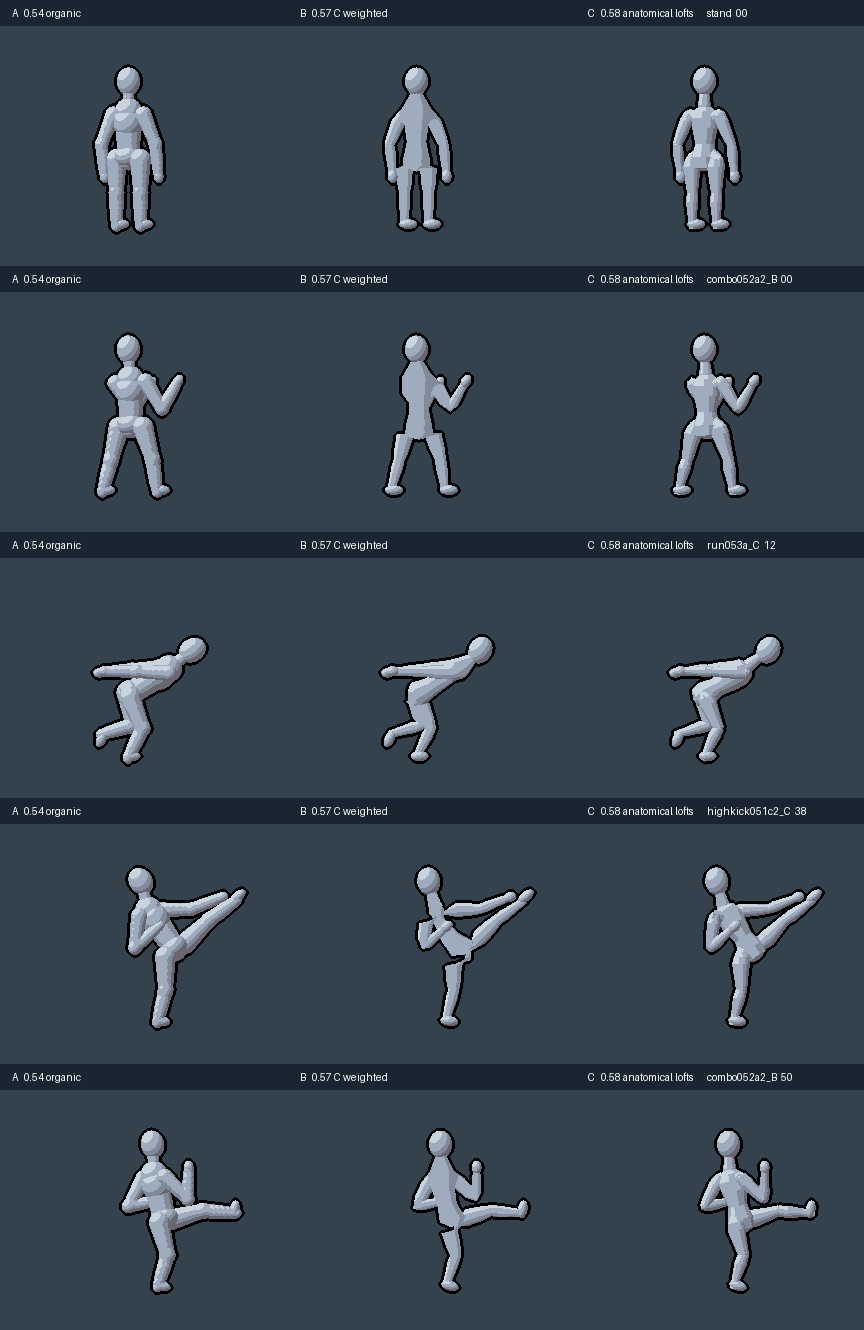 A 0.54 organic B 0.57 C weighted C 0.58 anatomical lofts stand 00
A 0.54 organic B 0.57 C weighted C 0.58 anatomical lofts combo052a2_B 00
A 0.54 organic B 0.57 C weighted C 0.58 anatomical lofts run053a_C 12
A 0.54 organic B 0.57 C weighted C 0.58 anatomical lofts highkick051c2_C 38
A 0.54 organic B 0.57 C weighted C 0.58 anatomical lofts combo052a2_B 50